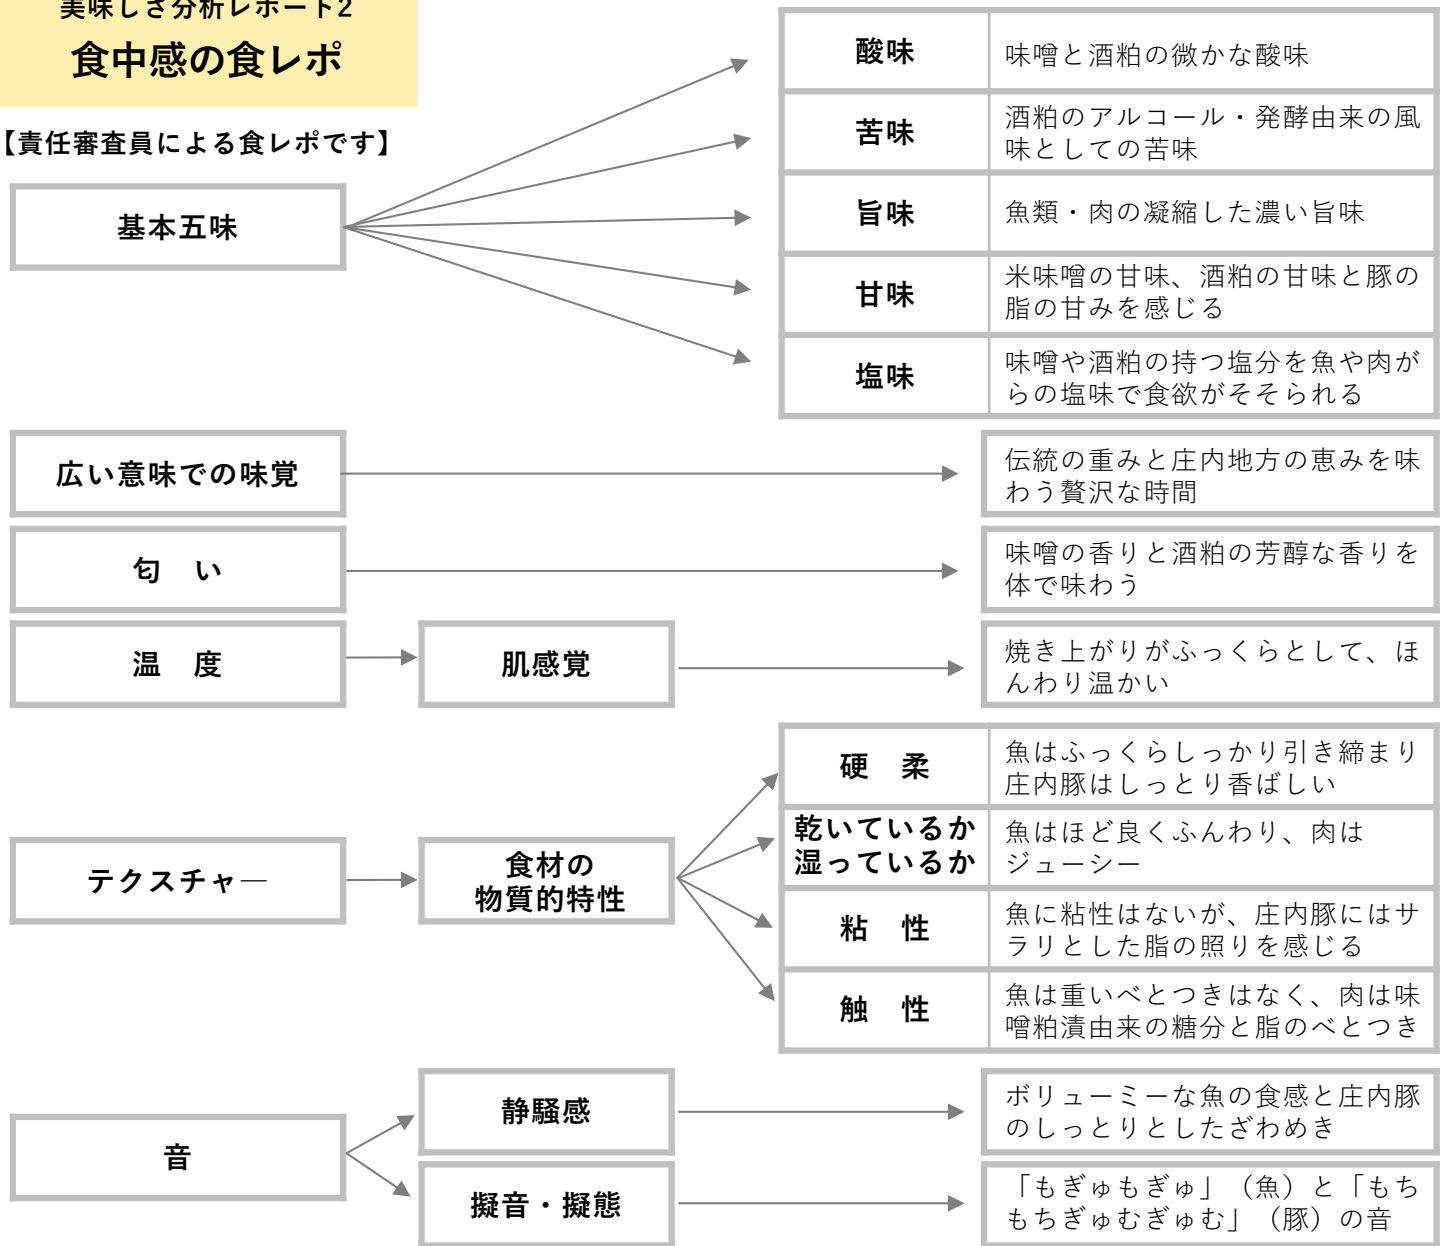 美味しさ分析レポート2
食中感の食レポ
【責任審査員による食レポです】
基本五味
酸味
味噌と酒粕の微かな酸味
苦味
酒粕のアルコール・発酵由来の風
味としての苦味
旨味
魚類・肉の凝縮した濃い旨味
甘味
米味噌の甘味、酒粕の甘味と豚の
脂の甘みを感じる
塩味
味噌や酒粕の持つ塩分を魚や肉が
らの塩味で食欲がそそられる
広い意味での味覚
伝統の重みと庄内地方の恵みを味
わう贅沢な時間
匂　い
味噌の香りと酒粕の芳醇な香りを
体で味わう
温　度
肌感覚
焼き上がりがふっくらとして、ほ
んわり温かい
テクスチャ―
食材の
物質的特性
硬　柔
魚はふっくらしっかり引き締まり
庄内豚はしっとり香ばしい
乾いているか
湿っているか
魚はほど良くふんわり、肉は
ジューシー
粘　性
魚に粘性はないが、庄内豚にはサ
ラリとした脂の照りを感じる
触　性
魚は重いべとつきはなく、肉は味
噌粕漬由来の糖分と脂のべとつき
音
静騒感
ボリューミーな魚の食感と庄内豚
のしっとりとしたざわめき
擬音・擬態
「もぎゅもぎゅ」（魚）と「もち
もちぎゅむぎゅむ」（豚）の音